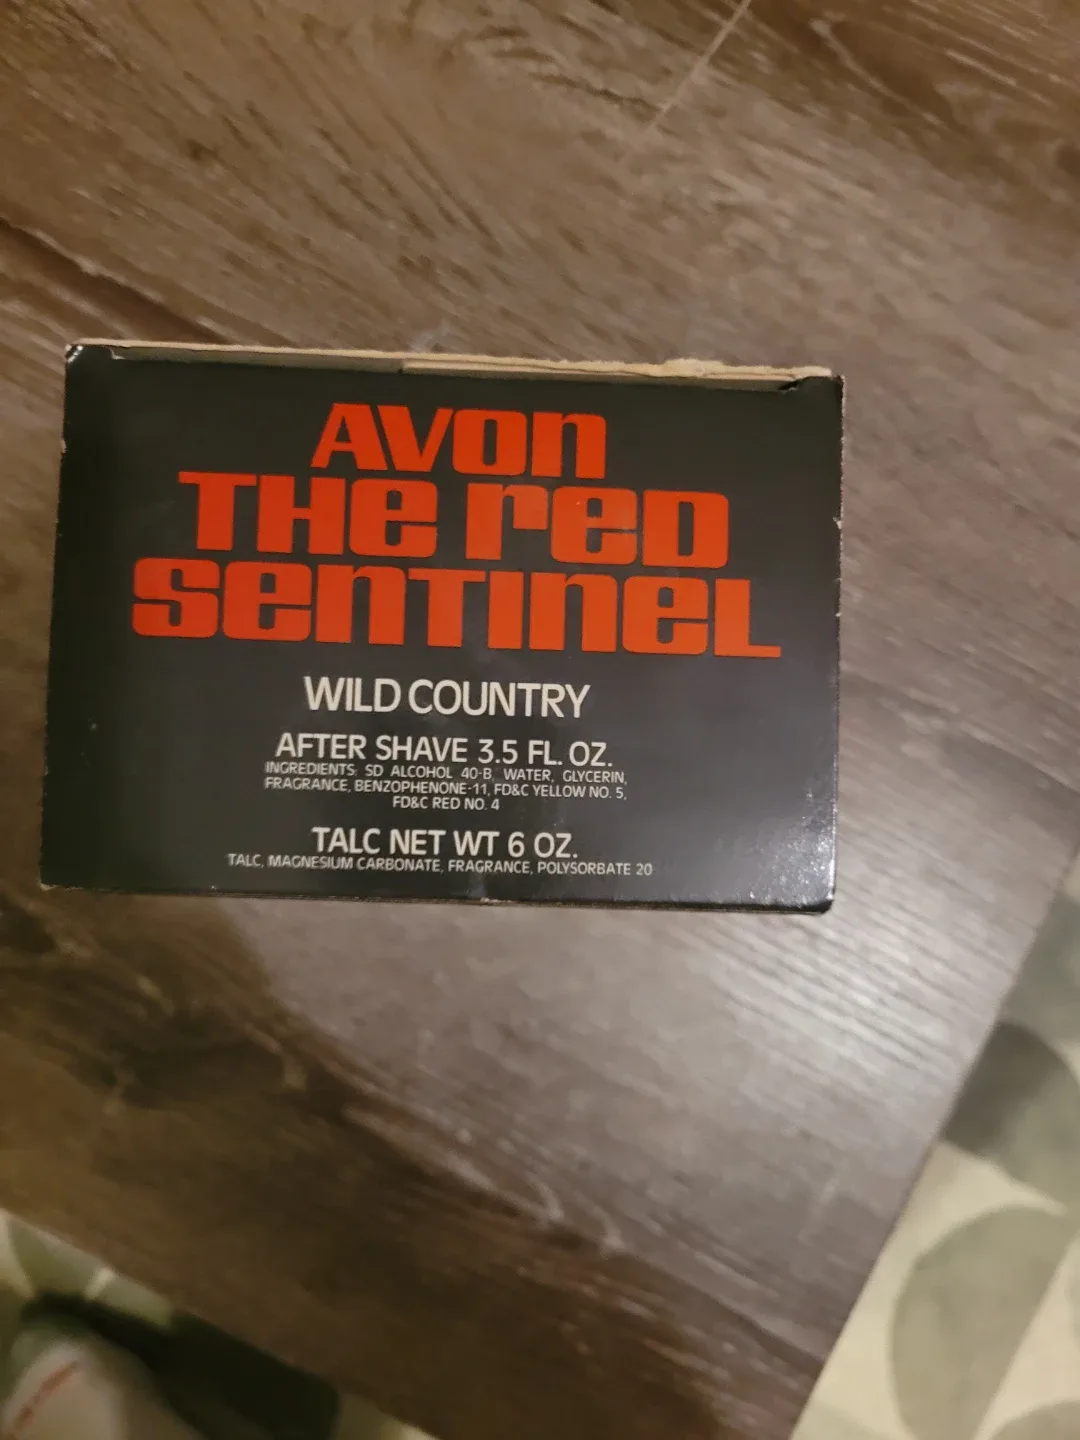 AVON
THE RED
SENTINEL
WILD COUNTRY
AFTER SHAVE 3.5 FL. OZ.
INGREDIENTS: SD ALCOHOL 40-B, WATER, GLYCERIN,
FRAGRANCE, BENZOPHENONE-11, FD&C YELLOW NO. 5,
FD&C RED NO. 4
TALC NET WT 6 OZ.
TALC, MAGNESIUM CARBONATE, FRAGRANCE, POLYSORBATE 20